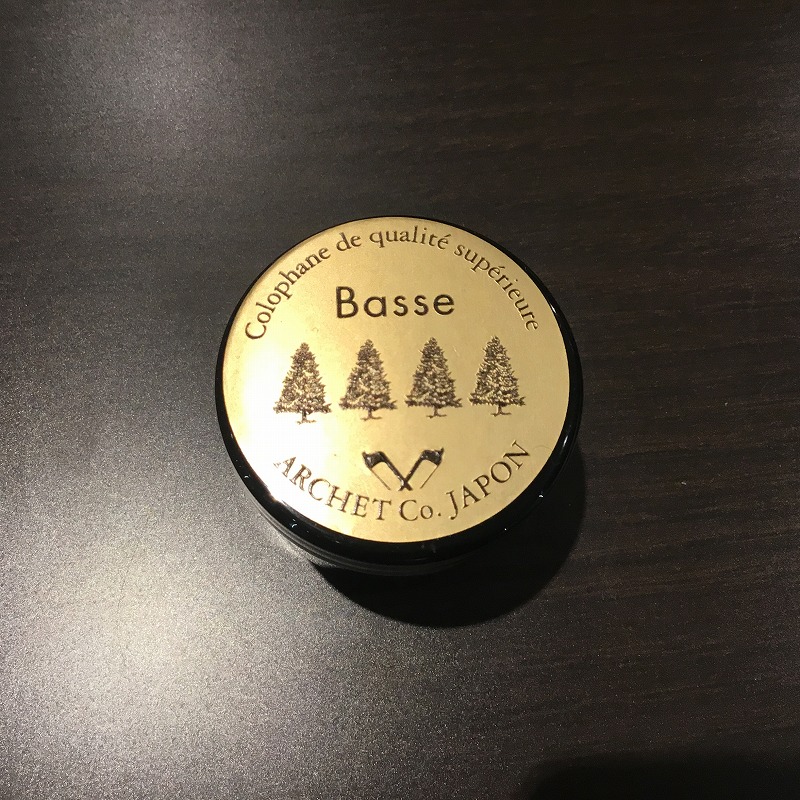 Colophane de qualité supérieure
Basse
ARCHET Co. JAPON